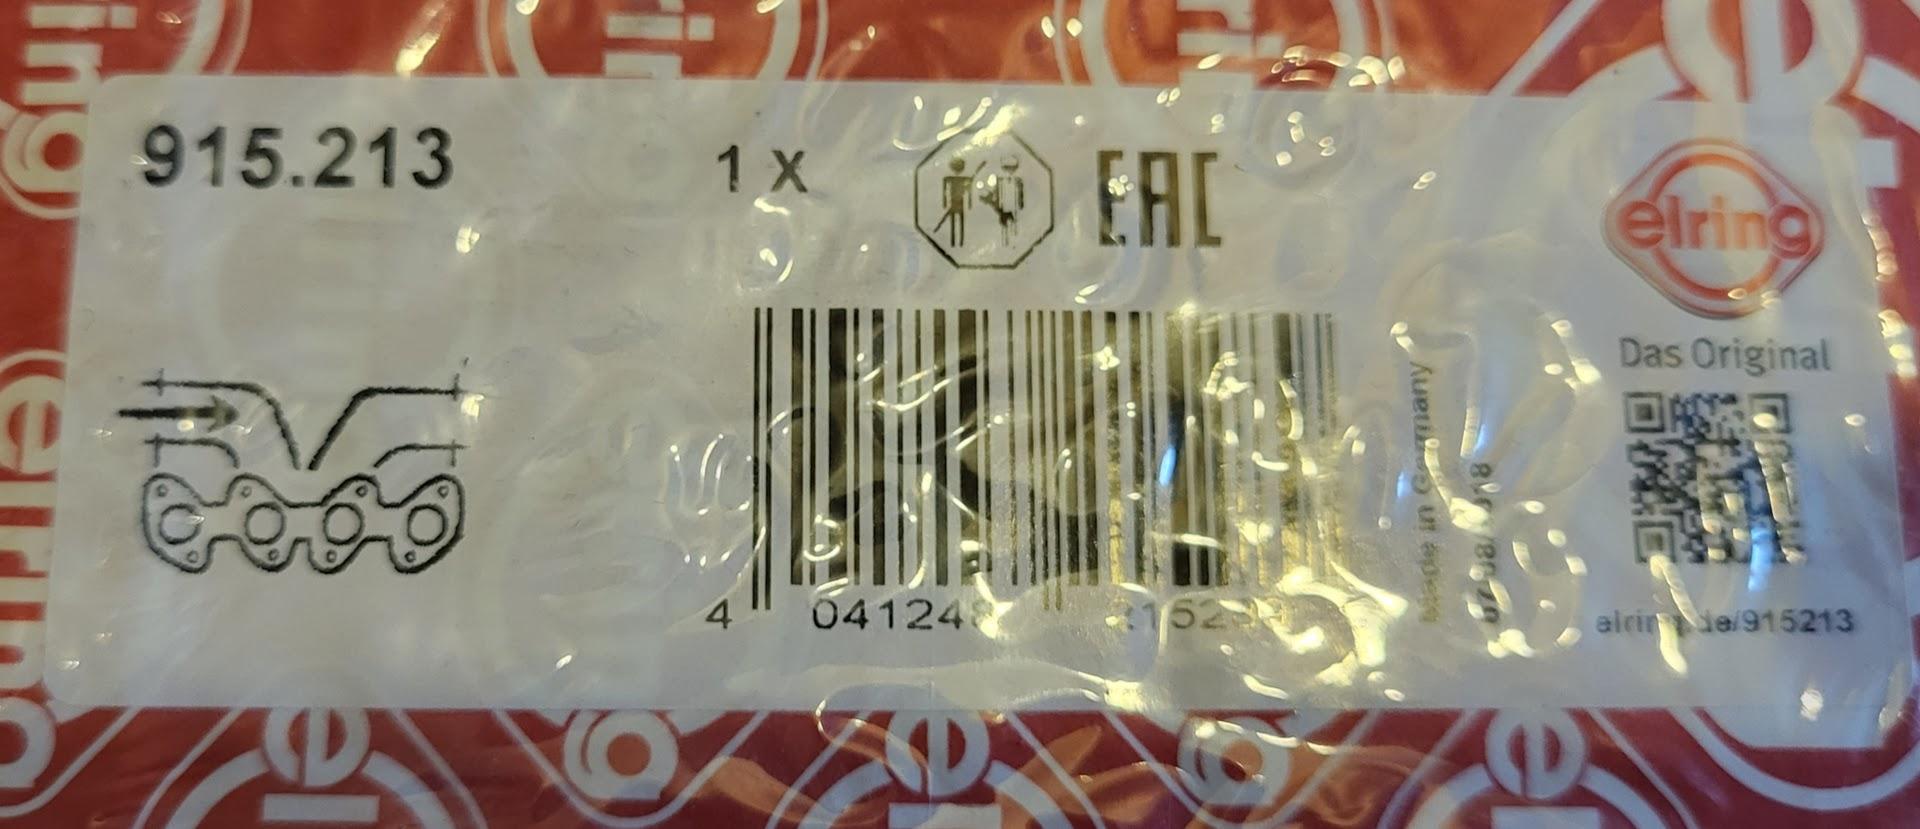 915.213
1 X
EAC
elring
Das Original
4 041248
Made in Germany
elring.de/915213